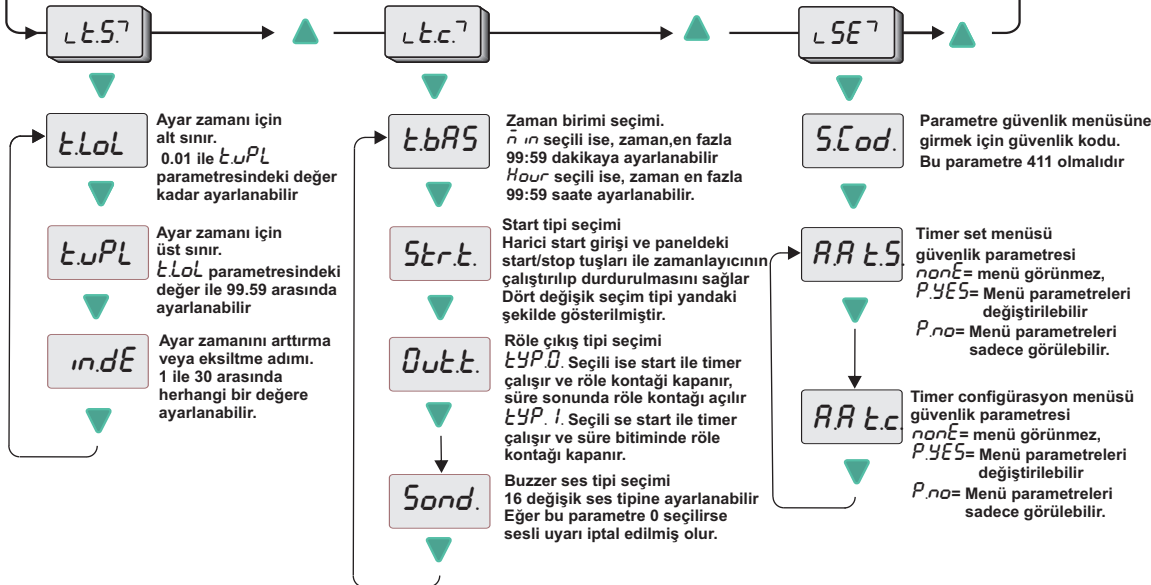 t.S.
t.c.
SE
t.LoL
Ayar zamanı için
alt sınır.
0.01 ile t.uPL
parametresindeki değer
kadar ayarlanabilir
t.uPL
Ayar zamanı için
üst sınır.
t.LoL parametresindeki
değer ile 99.59 arasında
ayarlanabilir
in.dE
Ayar zamanını arttırma
veya eksiltme adımı.
1 ile 30 arasında
herhangi bir değere
ayarlanabilir.
t.bAS
Zaman birimi seçimi.
min seçili ise, zaman,en fazla
99:59 dakikaya ayarlanabilir
Hour seçili ise, zaman en fazla
99:59 saate ayarlanabilir.
Str.t.
Start tipi seçimi
Harici start girişi ve paneldeki
start/stop tuşları ile zamanlayıcının
çalıştırılıp durdurulmasını sağlar
Dört değişik seçim tipi yandaki
şekilde gösterilmiştir.
Out.t.
Röle çıkış tipi seçimi
tYP.0. Seçili ise start ile timer
çalışır ve röle kontaği kapanır,
süre sonunda röle kontağı açılır
tYP.1. Seçili se start ile timer
çalışır ve süre bitiminde röle
kontağı kapanır.
Sond.
Buzzer ses tipi seçimi
16 değişik ses tipine ayarlanabilir
Eğer bu parametre 0 seçilirse
sesli uyarı iptal edilmiş olur.
S.Cod.
Parametre güvenlik menüsüne
girmek için güvenlik kodu.
Bu parametre 411 olmalıdır
A.A t.S.
Timer set menüsü
güvenlik parametresi
nonE= menü görünmez,
P.YES= Menü parametreleri
değiştirilebilir
P.no= Menü parametreleri
sadece görülebilir.
A.A t.c.
Timer configürasyon menüsü
güvenlik parametresi
nonE= menü görünmez,
P.YES= Menü parametreleri
değiştirilebilir
P.no= Menü parametreleri
sadece görülebilir.